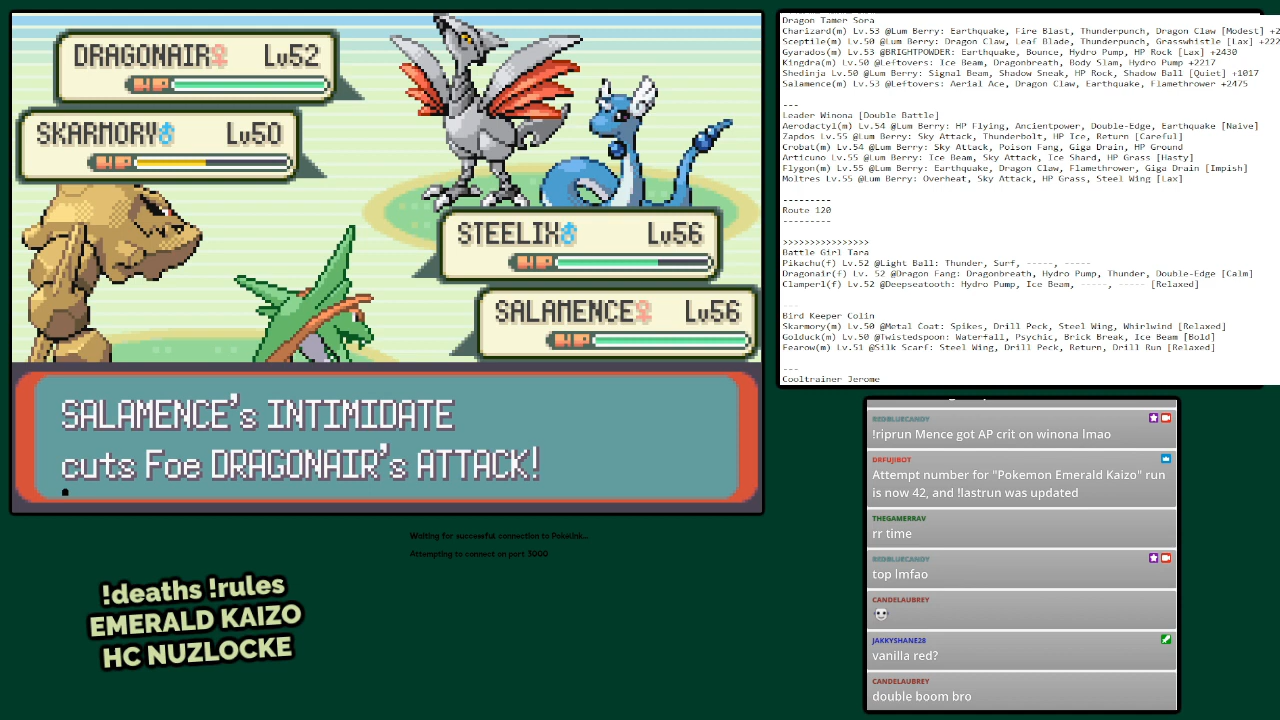 DRAGONAIR♀ Lv52
HP
SKARMORY♂ Lv50
HP
STEELIX♂ Lv56
HP
SALAMENCE♀ Lv56
HP
SALAMENCE's INTIMIDATE
cuts Foe DRAGONAIR's ATTACK!
Waiting for successful connection to PokeLink...
Attempting to connect on port 3000
!deaths !rules
EMERALD KAIZO
HC NUZLOCKE
Dragon Tamer Sora
Charizard(m) Lv.53 @Lum Berry: Earthquake, Fire Blast, Thunderpunch, Dragon Claw [Modest] +2
Sceptile(m) Lv.50 @Lum Berry: Dragon Claw, Leaf Blade, Thunderpunch, Grasswhistle [Lax] +222
Gyarados(m) Lv.53 @BRIGHTPOWDER: Bounce, Hydro Pump, HP Rock [Lax] +2430
Kingdra(m) Lv.50 @Leftovers: Ice Beam, Dragonbreath, Body Slam, Hydro Pump +2217
Shedinja Lv.50 @Lum Berry: Signal Beam, Shadow Sneak, HP Rock, Shadow Ball [Quiet] +1017
Salamence(m) Lv.53 @Leftovers: Aerial Ace, Dragon Claw, Earthquake, Flamethrower +2475
---
Leader Winona [Double Battle]
Aerodactyl(m) Lv.54 @Lum Berry: HP Flying, Ancientpower, Double-Edge, Earthquake [Naive]
Zapdos Lv.55 @Lum Berry: Sky Attack, Thunderbolt, HP Ice, Return [Careful]
Crobat(m) Lv.54 @Lum Berry: Sky Attack, Poison Fang, Giga Drain, HP Ground
Articuno Lv.55 @Lum Berry: Ice Beam, Sky Attack, Ice Shard, HP Grass [Hasty]
Flygon(m) Lv.55 @Lum Berry: Earthquake, Dragon Claw, Flamethrower, Giga Drain [Impish]
Moltres Lv.55 @Lum Berry: Overheat, Sky Attack, HP Grass, Steel Wing [Lax]
---------
Route 120
---------
>>>>>>>>>>>>>>>>
Battle Girl Tara
Pikachu(f) Lv.52 @Light Ball: Thunder, Surf, -----, -----
Dragonair(f) Lv. 52 @Dragon Fang: Dragonbreath, Hydro Pump, Thunder, Double-Edge [Calm]
Clamperl(f) Lv.52 @Deepseatooth: Hydro Pump, Ice Beam, -----, ----- [Relaxed]
---
Bird Keeper Colin
Skarmory(m) Lv.50 @Metal Coat: Spikes, Drill Peck, Steel Wing, Whirlwind [Relaxed]
Golduck(m) Lv.50 @Twistedspoon: Waterfall, Psychic, Brick Break, Ice Beam [Bold]
Fearow(m) Lv.51 @Silk Scarf: Steel Wing, Drill Peck, Return, Drill Run [Relaxed]
---
Cooltrainer Jerome
REDBLUECANDY
!riprun Mence got AP crit on winona lmao
DRFUJIBOT
Attempt number for "Pokemon Emerald Kaizo" run
is now 42, and !lastrun was updated
THEGAMERRAV
rr time
REDBLUECANDY
top lmfao
CANDELAUBREY
JAKKYSHANE28
vanilla red?
CANDELAUBREY
double boom bro